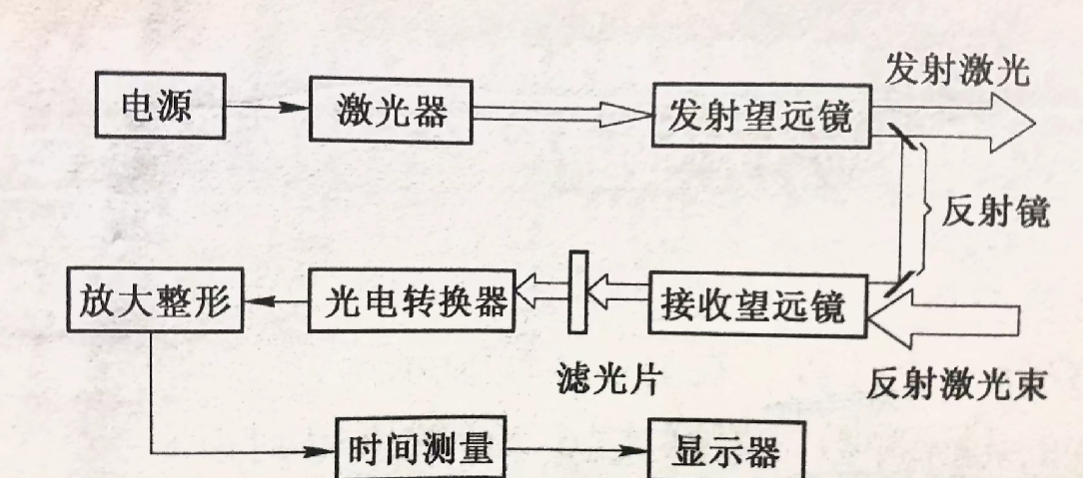 发射激光
电源
激光器
发射望远镜
反射镜
放大整形
光电转换器
接收望远镜
滤光片
反射激光束
时间测量
显示器